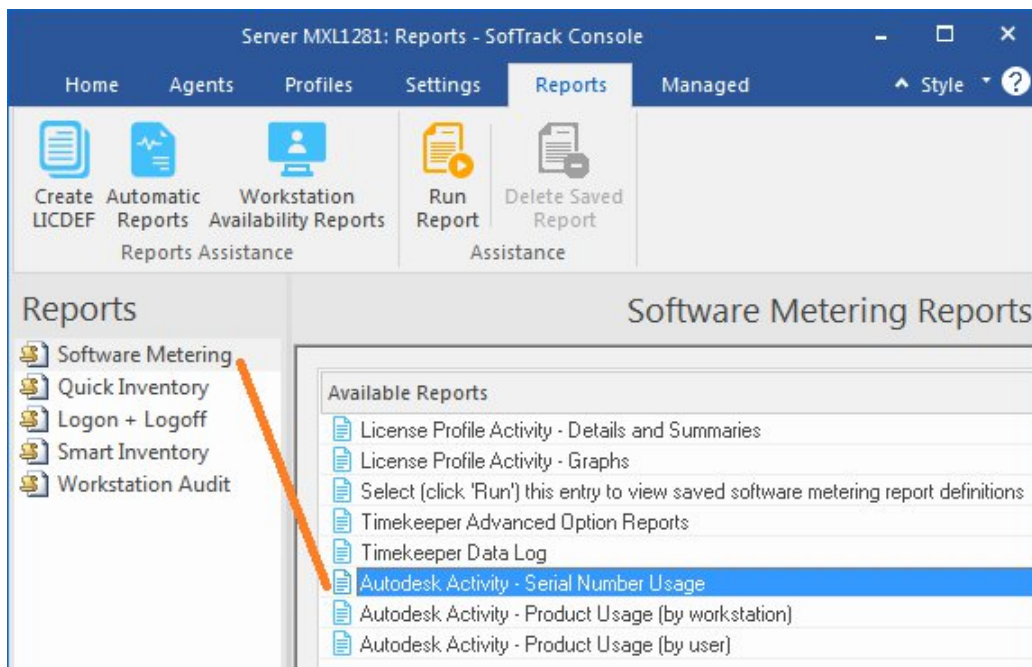 Server MXL1281: Reports - SofTrack Console
Home Agents Profiles Settings Reports Managed Style ?
Create LICDEF
Automatic Reports
Workstation Availability Reports
Run Report
Delete Saved Report
Reports Assistance
Assistance
Reports
Software Metering
Quick Inventory
Logon + Logoff
Smart Inventory
Workstation Audit
Software Metering Reports
Available Reports
License Profile Activity - Details and Summaries
License Profile Activity - Graphs
Select (click 'Run') this entry to view saved software metering report definitions
Timekeeper Advanced Option Reports
Timekeeper Data Log
Autodesk Activity - Serial Number Usage
Autodesk Activity - Product Usage (by workstation)
Autodesk Activity - Product Usage (by user)